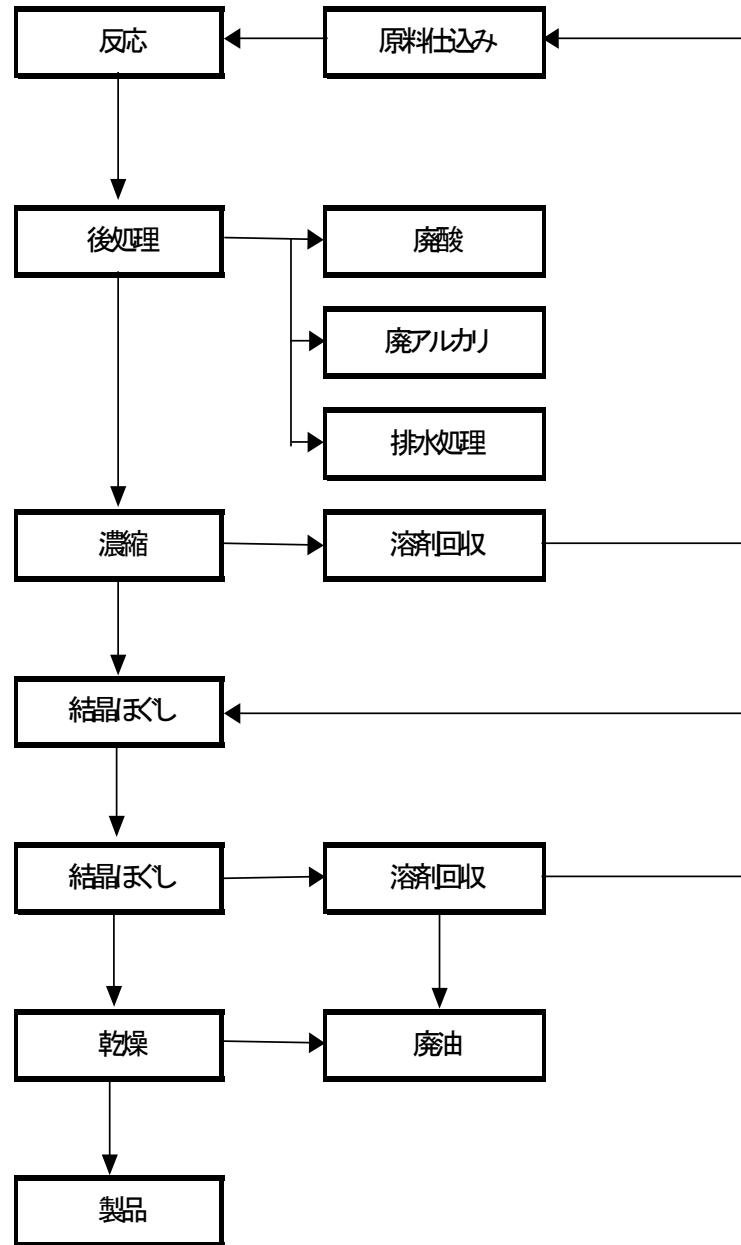 反応
原料仕込み
後処理
廃酸
廃アルカリ
排水処理
濃縮
溶剤回収
結晶ほぐし
結晶ほぐし
溶剤回収
乾燥
廃油
製品